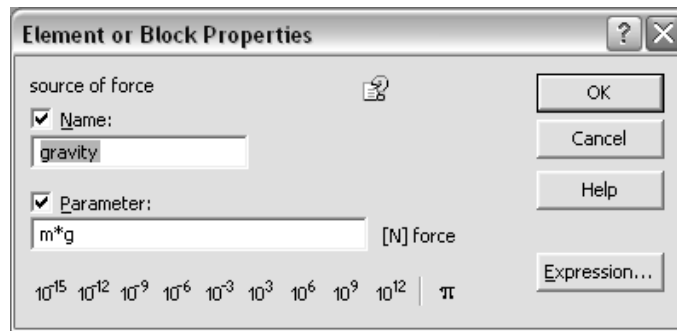 Element or Block Properties
source of force
Name:
gravity
Parameter:
m*g
[N] force
10^-15 10^-12 10^-9 10^-6 10^-3 10^3 10^6 10^9 10^12 π
OK
Cancel
Help
Expression...